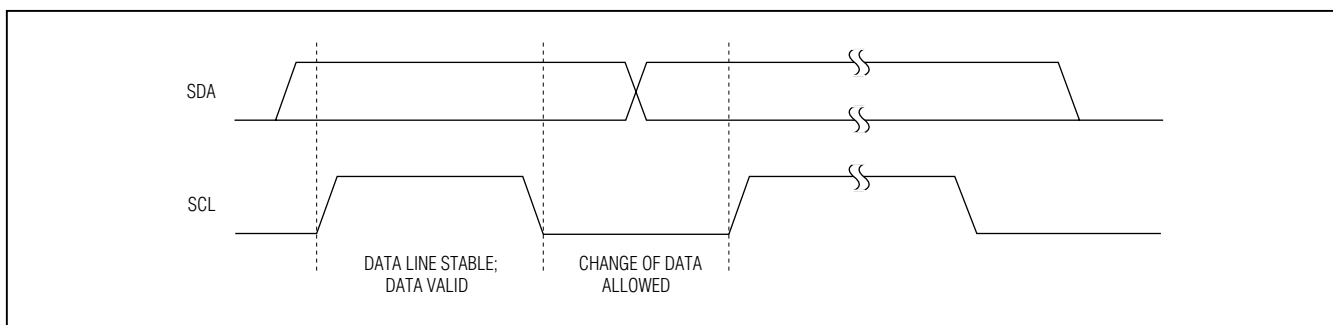 SDA
SCL
DATA LINE STABLE;
DATA VALID
CHANGE OF DATA
ALLOWED